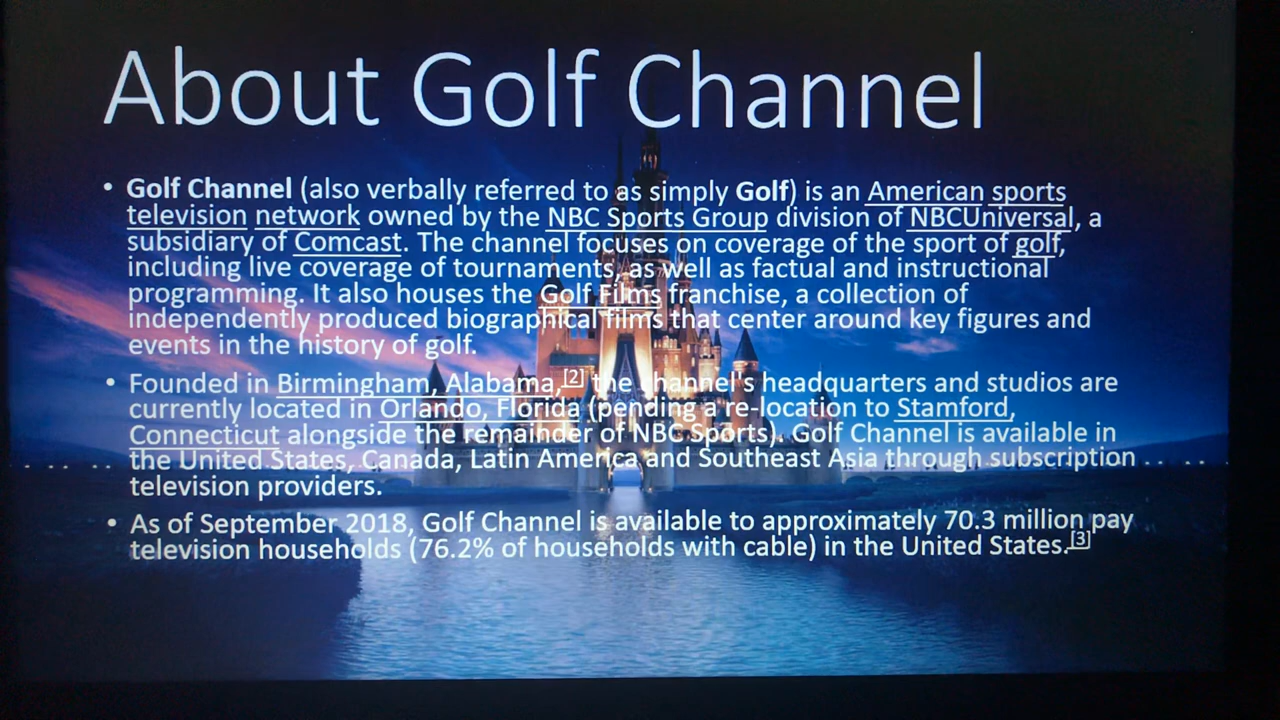 About Golf Channel
• Golf Channel (also verbally referred to as simply Golf) is an American sports
television network owned by the NBC Sports Group division of NBCUniversal, a
subsidiary of Comcast. The channel focuses on coverage of the sport of golf,
including live coverage of tournaments, as well as factual and instructional
programming. It also houses the Golf Films franchise, a collection of
independently produced biographical films that center around key figures and
events in the history of golf.
• Founded in Birmingham, Alabama,[2] the channel's headquarters and studios are
currently located in Orlando, Florida (pending a re-location to Stamford,
Connecticut alongside the remainder of NBC Sports). Golf Channel is available in
the United States, Canada, Latin America and Southeast Asia through subscription
television providers.
• As of September 2018, Golf Channel is available to approximately 70.3 million pay
television households (76.2% of households with cable) in the United States.[3]